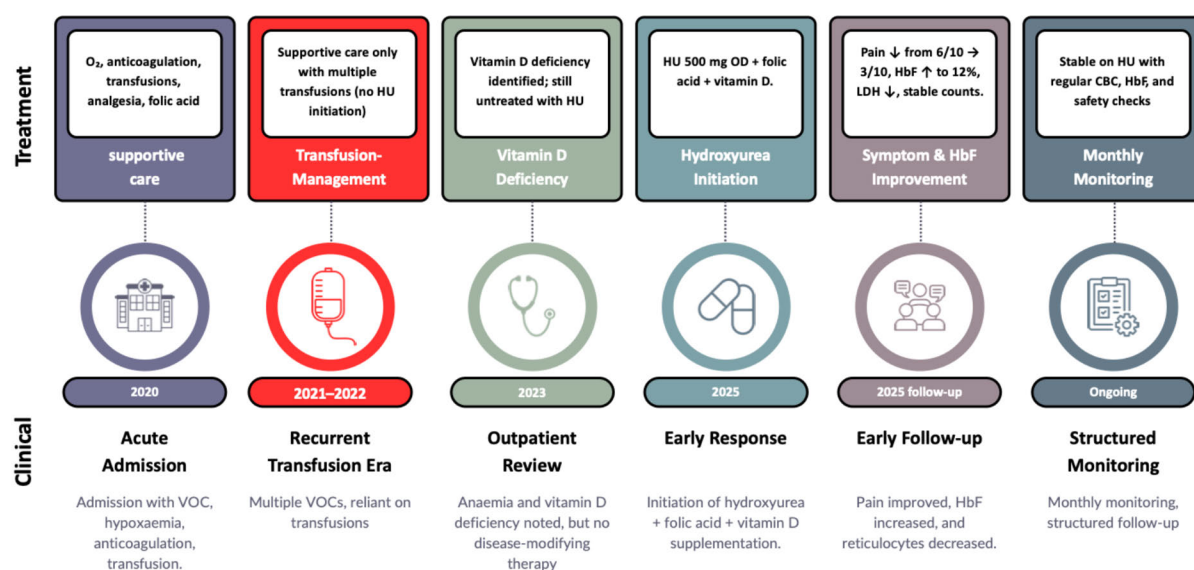 Treatment
O₂, anticoagulation,
transfusions,
analgesia, folic acid
supportive
care
Supportive care only
with multiple
transfusions (no HU
initiation)
Transfusion-
Management
Vitamin D deficiency
identified; still
untreated with HU
Vitamin D
Deficiency
HU 500 mg OD + folic
acid + vitamin D.
Hydroxyurea
Initiation
Pain ↓ from 6/10 →
3/10, HbF ↑ to 12%,
LDH ↓, stable counts.
Symptom & HbF
Improvement
Stable on HU with
regular CBC, HbF, and
safety checks
Monthly
Monitoring
2020
2021–2022
2023
2025
2025 follow-up
Ongoing
Clinical
Acute
Admission
Admission with VOC,
hypoxaemia,
anticoagulation,
transfusion.
Recurrent
Transfusion Era
Multiple VOCs, reliant on
transfusions
Outpatient
Review
Anaemia and vitamin D
deficiency noted, but no
disease-modifying
therapy
Early Response
Initiation of hydroxyurea
+ folic acid + vitamin D
supplementation.
Early Follow-up
Pain improved, HbF
increased, and
reticulocytes decreased.
Structured
Monitoring
Monthly monitoring,
structured follow-up